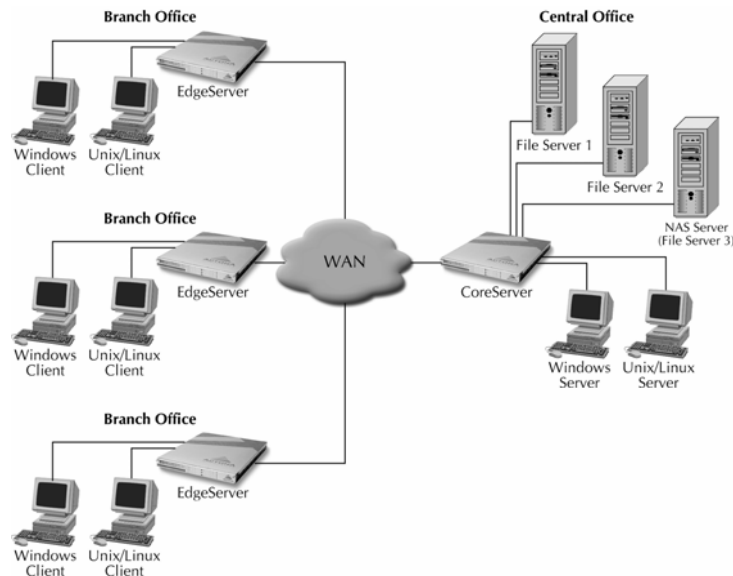 Branch Office
EdgeServer
Windows
Client
Unix/Linux
Client
Branch Office
EdgeServer
Windows
Client
Unix/Linux
Client
Branch Office
EdgeServer
Windows
Client
Unix/Linux
Client
WAN
Central Office
File Server 1
File Server 2
NAS Server
(File Server 3)
CoreServer
Windows
Server
Unix/Linux
Server